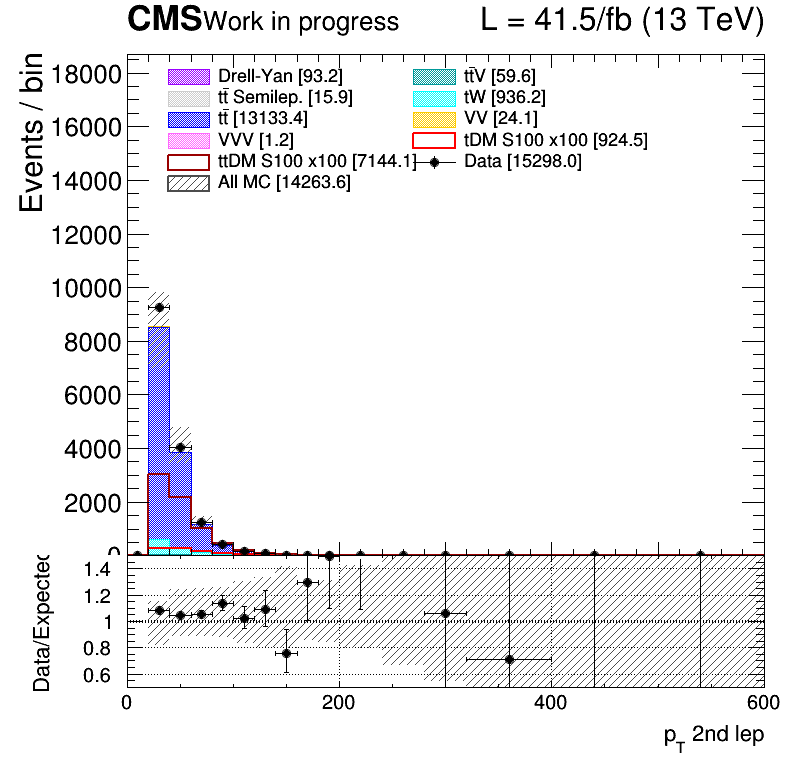 CMS Work in progress L = 41.5/fb (13 TeV)
Events / bin
18000
16000
14000
12000
10000
8000
6000
4000
2000
0
Drell-Yan [93.2] tt̄V [59.6]
tt̄ Semilep. [15.9] tW [936.2]
tt̄ [13133.4] VV [24.1]
VVV [1.2] tDM S100 x100 [924.5]
ttDM S100 x100 [7144.1] Data [15298.0]
All MC [14263.6]
Data/Expected
1.4
1.2
1
0.8
0.6
0 200 400 600
p_T 2nd lep